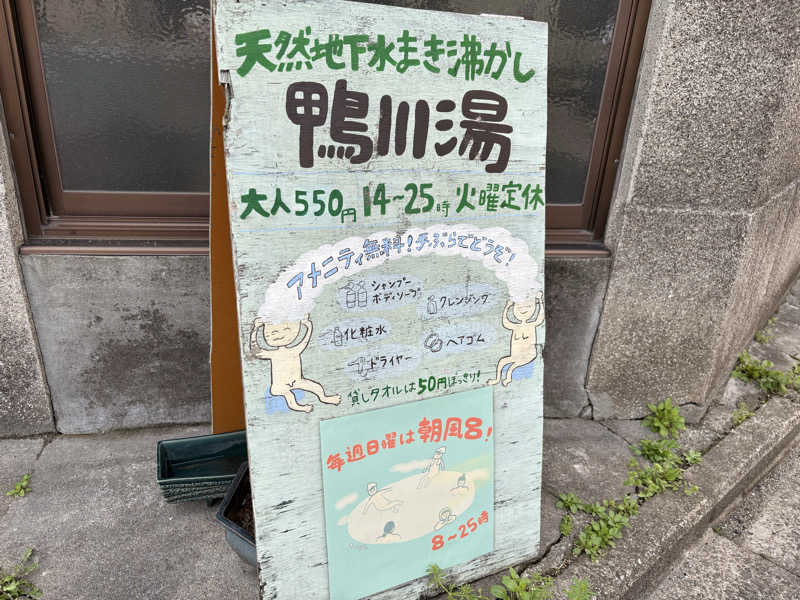 天然地下水まき沸かし
鴨川湯
大人550円 14~25時 火曜定休
アメニティ無料!手ぶらでどうぞ!
シャンプー
ボディソープ
クレンジング
化粧水
ヘアゴム
ドライヤー
貸しタオルは50円ぽっきり!
毎週日曜は朝風呂!
8~25時